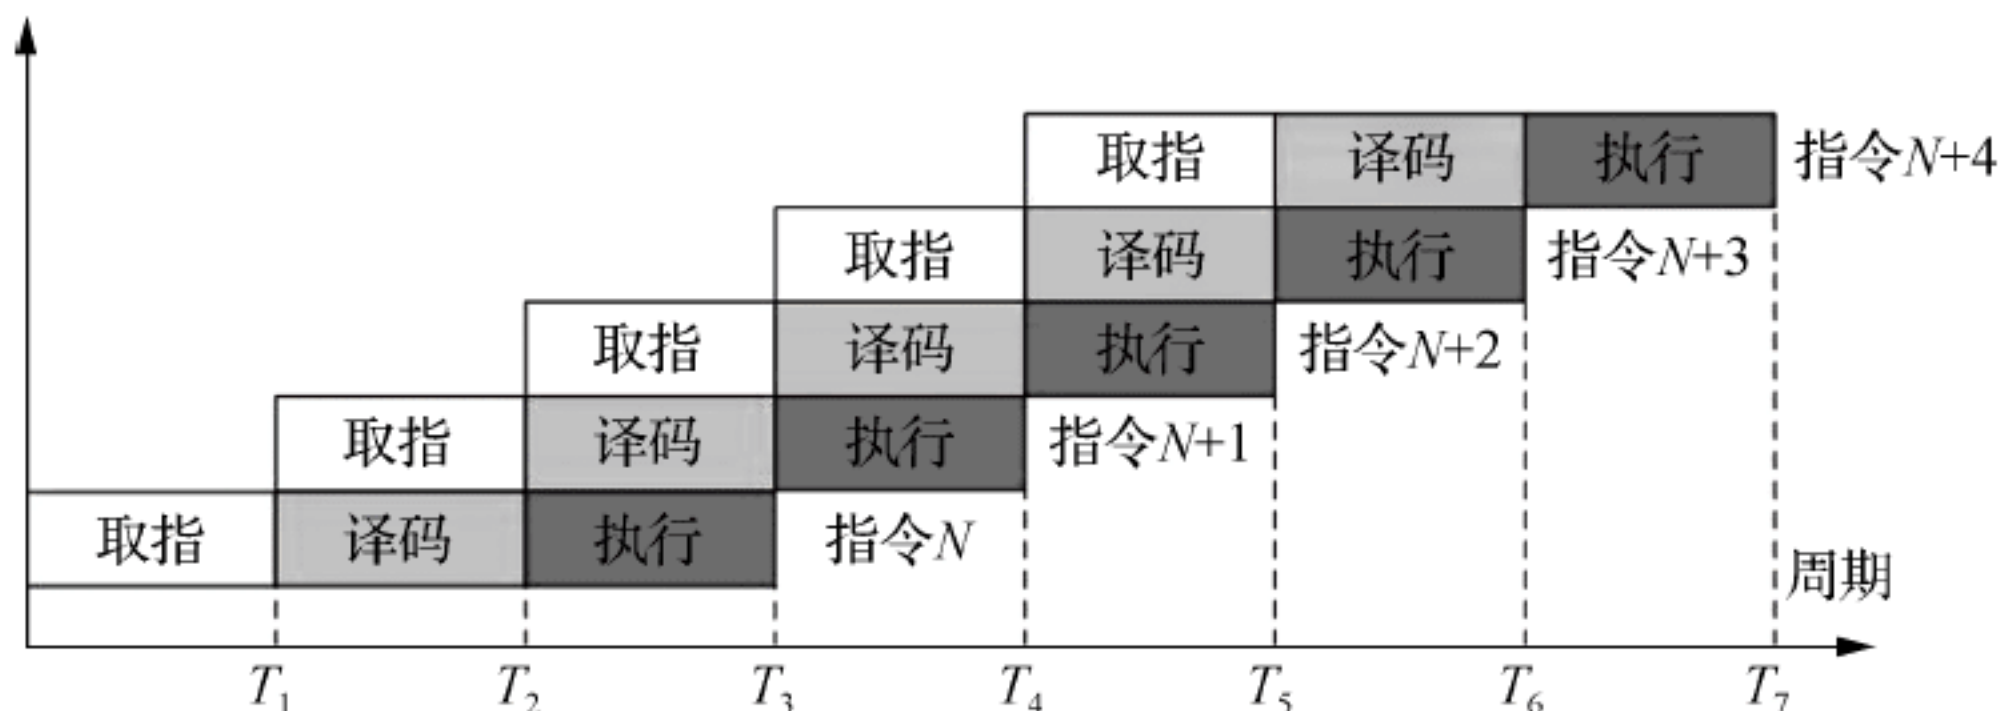 取指 译码 执行 指令N+4
取指 译码 执行 指令N+3
取指 译码 执行 指令N+2
取指 译码 执行 指令N+1
取指 译码 执行 指令N
周期
T1 T2 T3 T4 T5 T6 T7